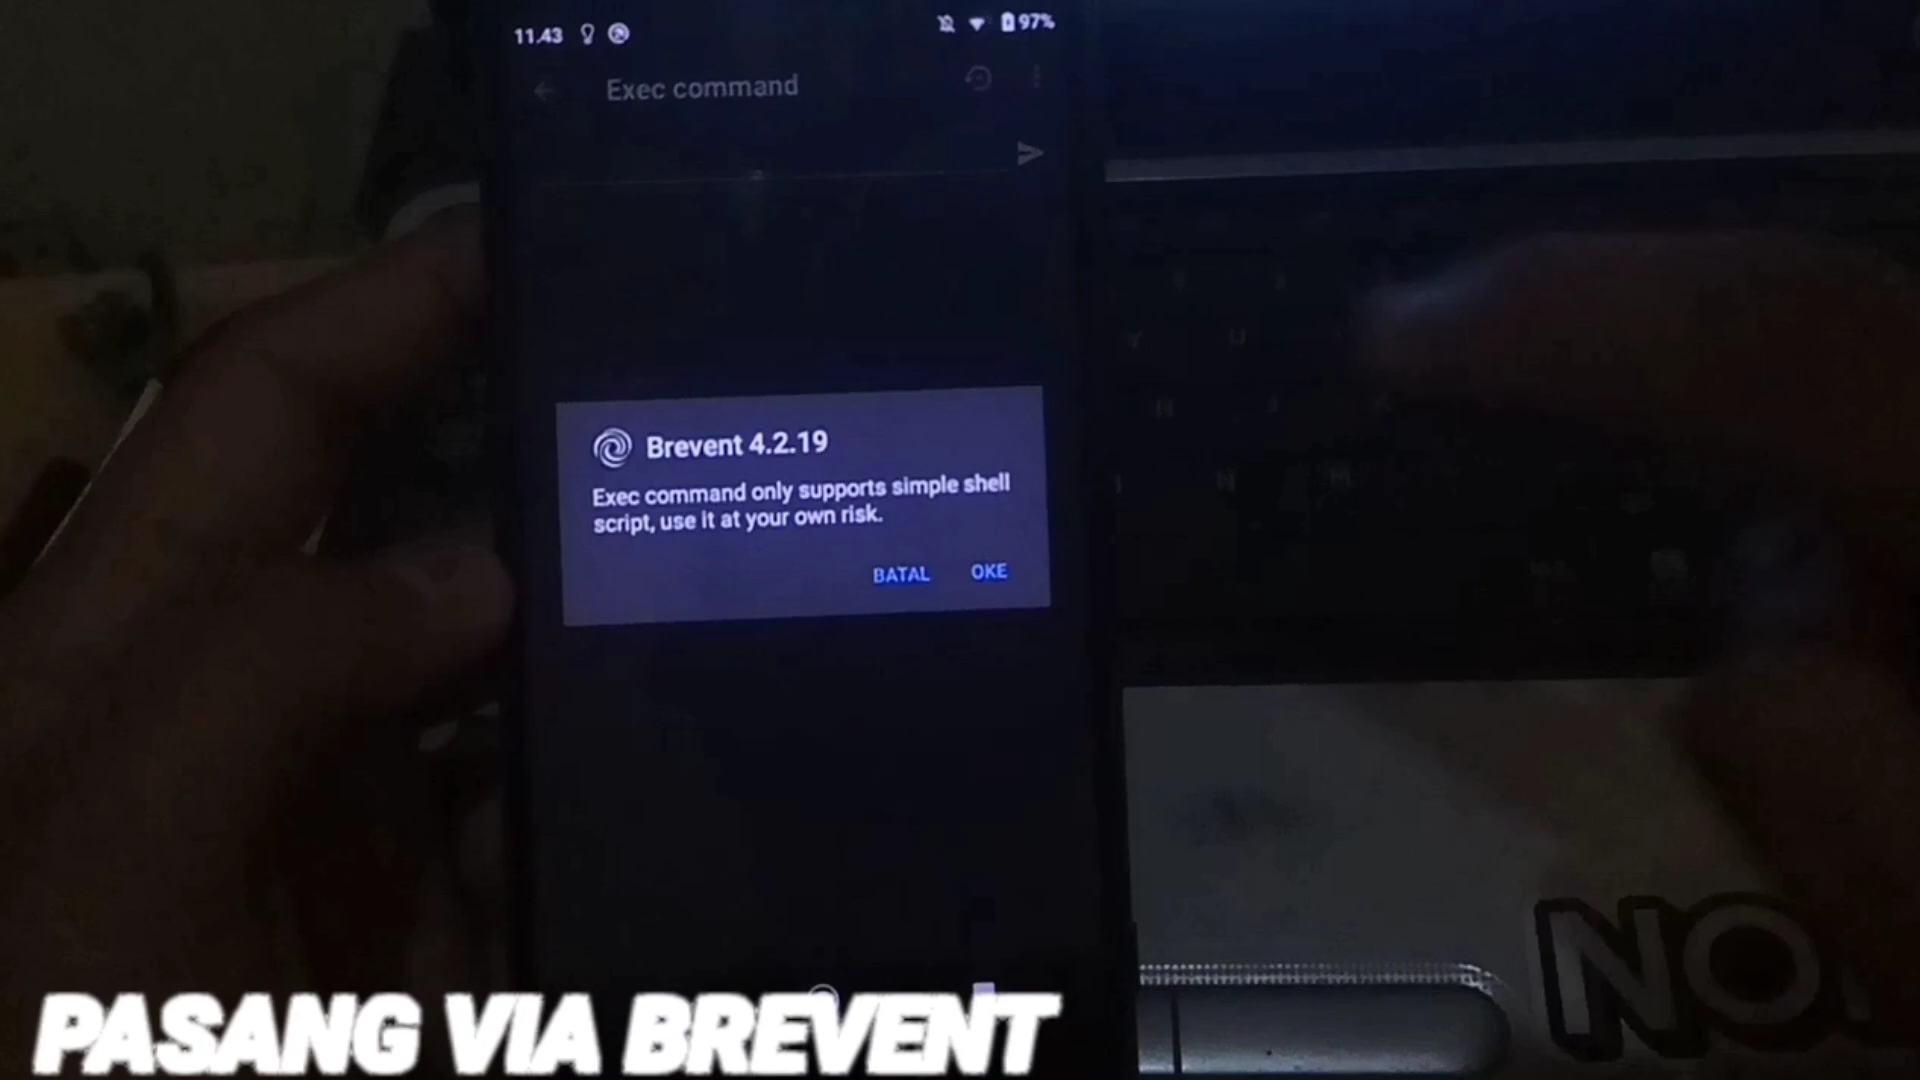 11.43
97%
Exec command
Brevent 4.2.19
Exec command only supports simple shell
script, use it at your own risk.
BATAL OKE
Y U
H J
N M
PASANG VIA BREVENT
NO